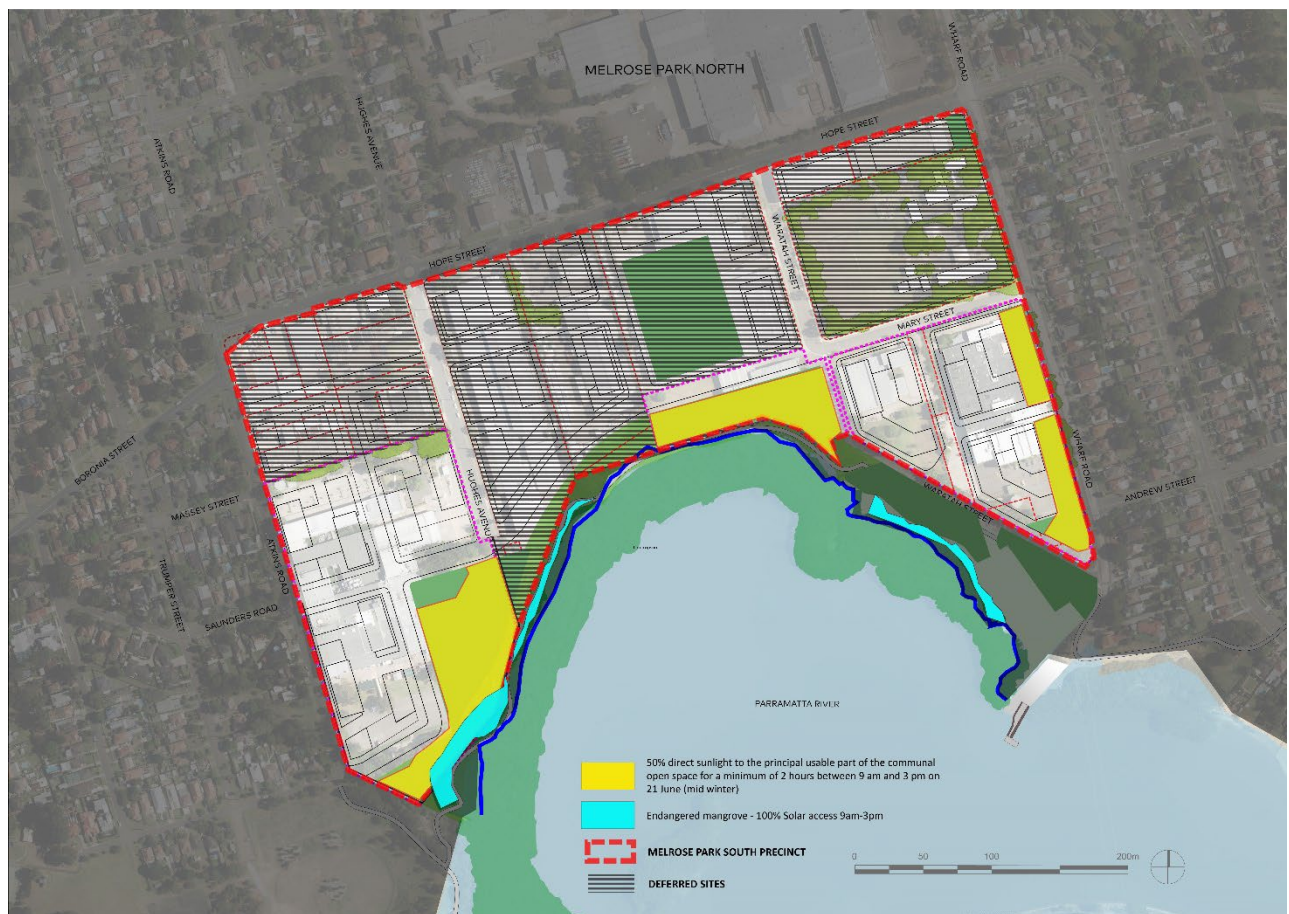 MELROSE PARK NORTH
WHARF ROAD
HUGHES AVENUE
ATKINS ROAD
HOPE STREET
HOPE STREET
WARATAH STREET
MARY STREET
BORONIA STREET
MASSEY STREET
HUGHES AVENUE
WARATAH STREET
WHARF ROAD
ANDREW STREET
ATKINS ROAD
TRUMPER STREET
SAUNDERS ROAD
PARRAMATTA RIVER
50% direct sunlight to the principal usable part of the communal
open space for a minimum of 2 hours between 9 am and 3 pm on
21 June (mid winter)
Endangered mangrove - 100% Solar access 9am-3pm
MELROSE PARK SOUTH PRECINCT
0 50 100 200m
DEFERRED SITES